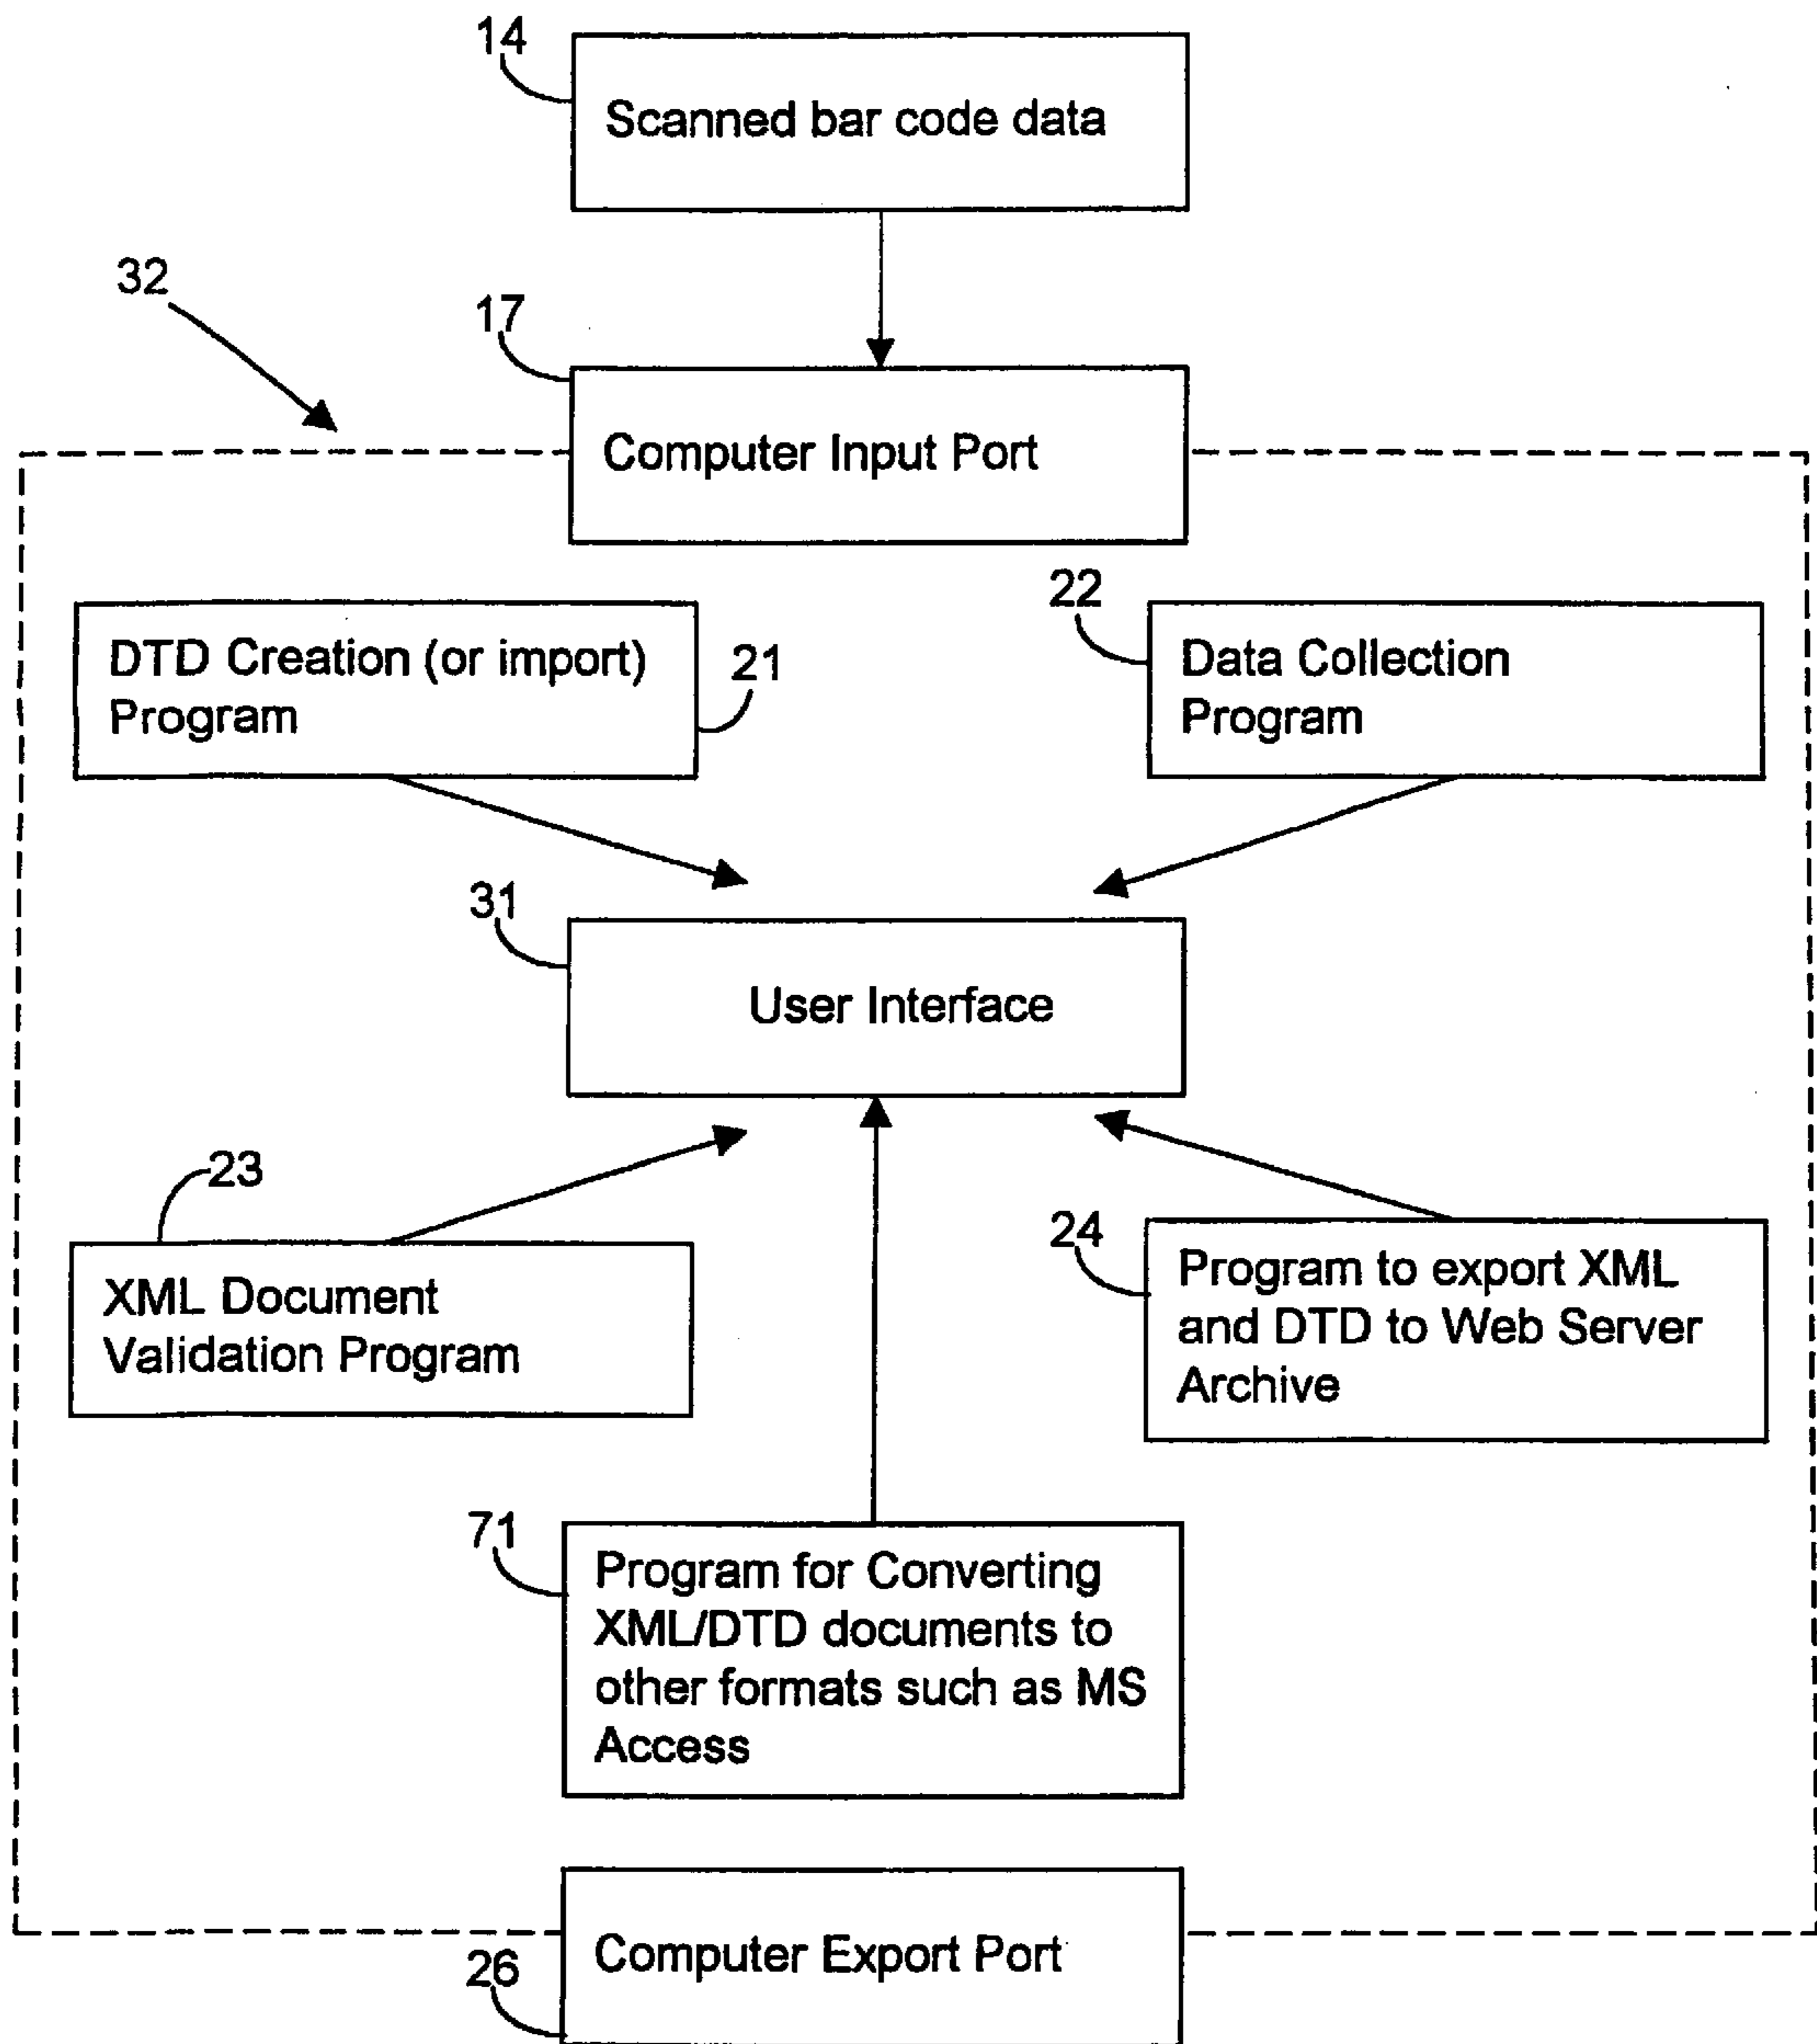 14
Scanned bar code data
32
17
Computer Input Port
DTD Creation (or import)
Program
21
22
Data Collection
Program
31
User Interface
23
XML Document
Validation Program
24
Program to export XML
and DTD to Web Server
Archive
71
Program for Converting
XML/DTD documents to
other formats such as MS
Access
Computer Export Port
26